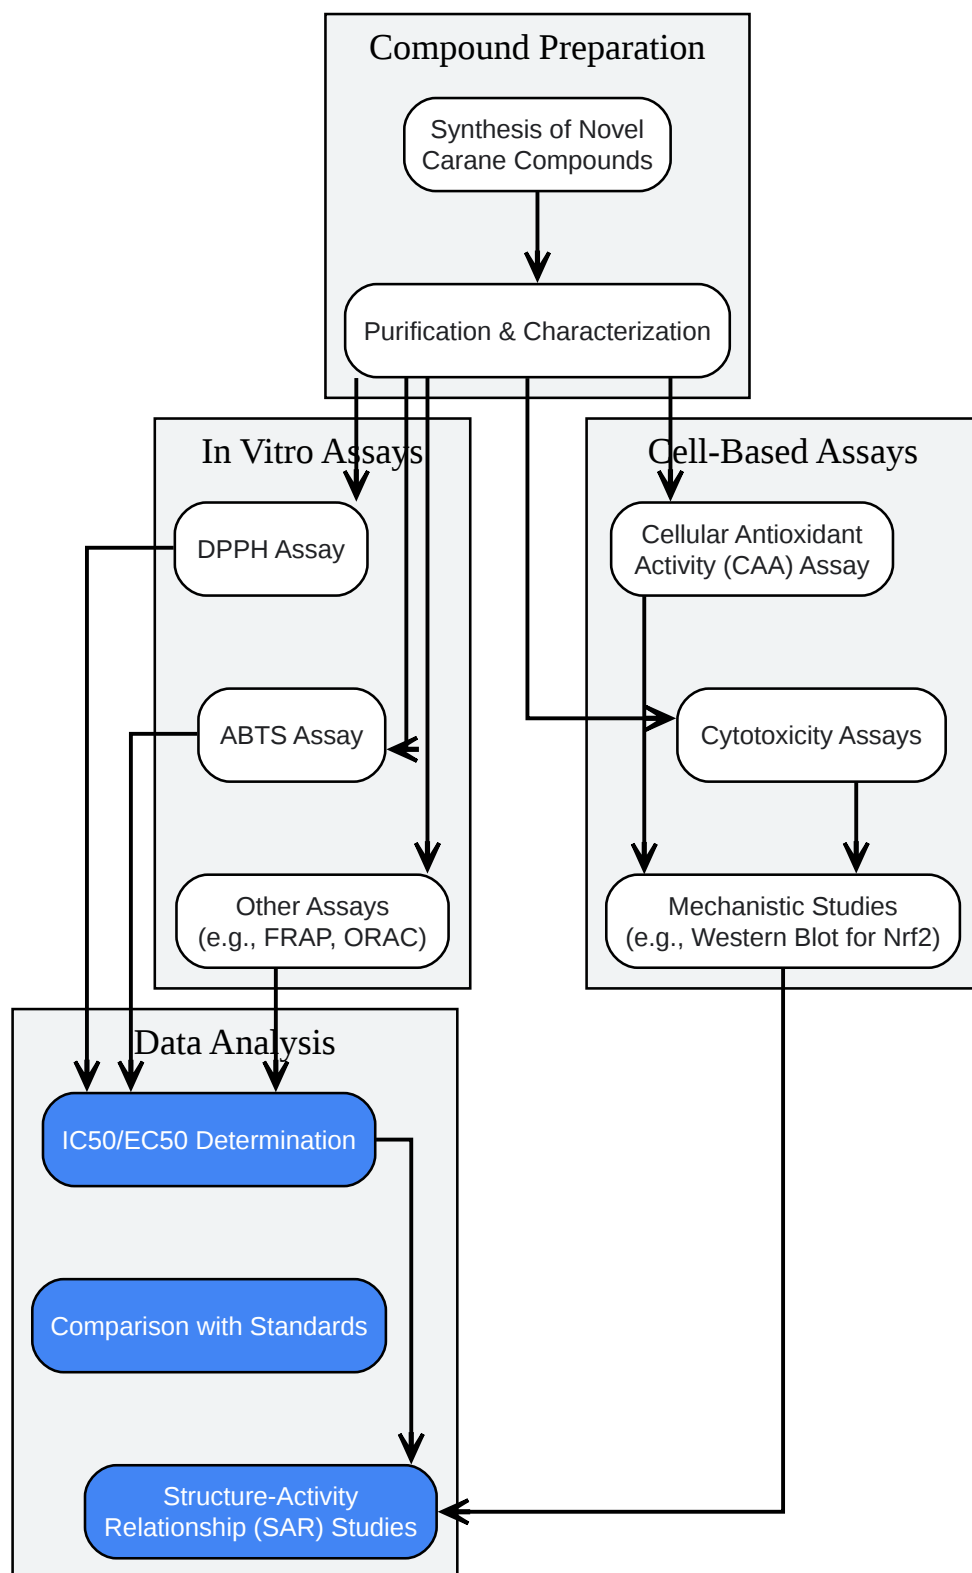 Compound Preparation
Synthesis of Novel
Carane Compounds
Purification & Characterization
In Vitro Assays
DPPH Assay
ABTS Assay
Other Assays
(e.g., FRAP, ORAC)
Cell-Based Assays
Cellular Antioxidant
Activity (CAA) Assay
Cytotoxicity Assays
Mechanistic Studies
(e.g., Western Blot for Nrf2)
Data Analysis
IC50/EC50 Determination
Comparison with Standards
Structure-Activity
Relationship (SAR) Studies